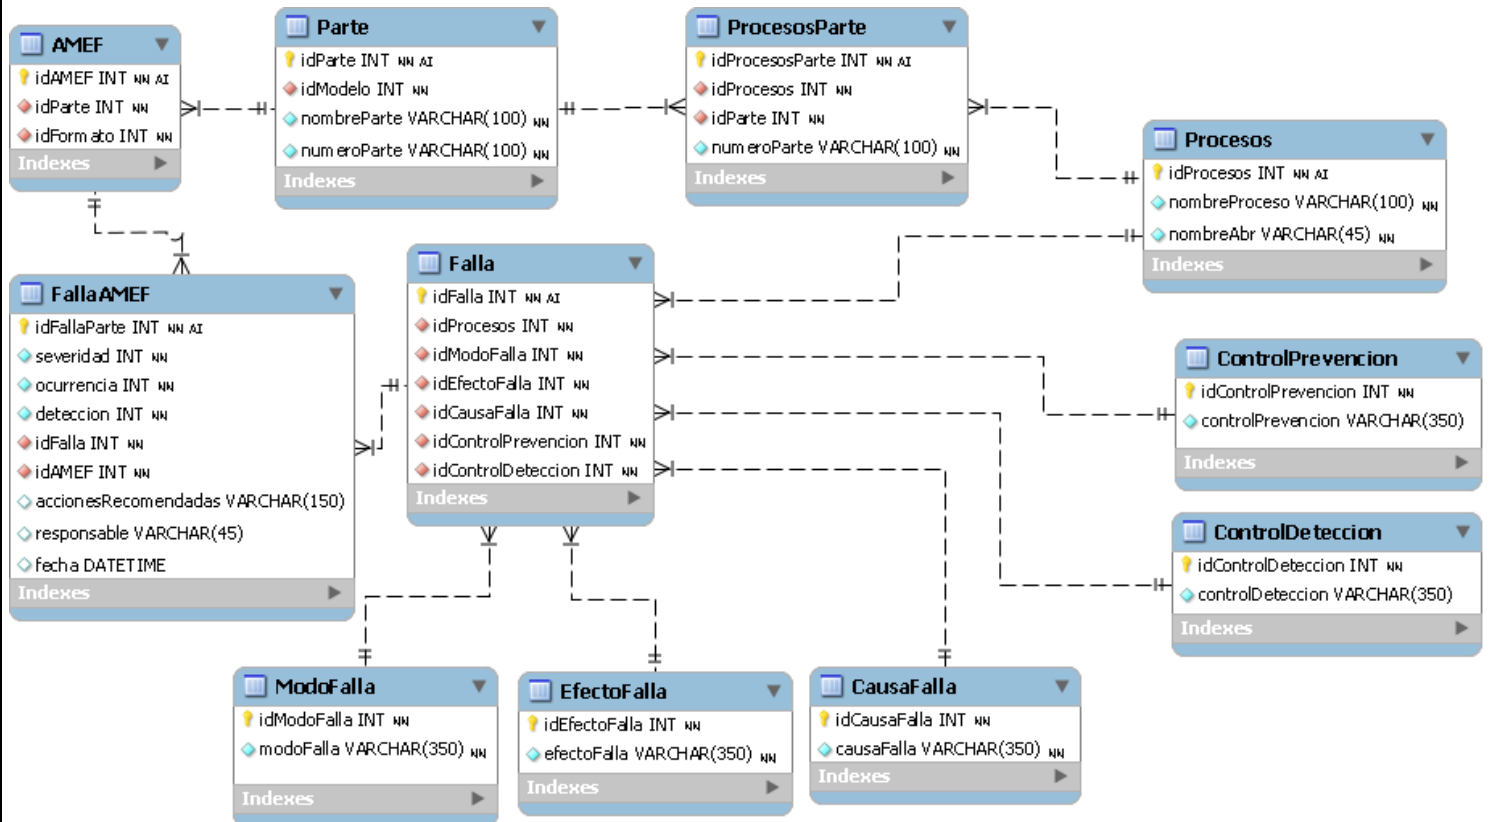 AMEF
idAMEF INT NN AI
idParte INT NN
idFormato INT NN
Indexes
Parte
idParte INT NN AI
idModelo INT NN
nombreParte VARCHAR(100) NN
numeroParte VARCHAR(100) NN
Indexes
ProcesosParte
idProcesosParte INT NN AI
idProcesos INT NN
idParte INT NN
numeroParte VARCHAR(100) NN
Indexes
Procesos
idProcesos INT NN AI
nombreProceso VARCHAR(100) NN
nombreAbr VARCHAR(45) NN
Indexes
FallaAMEF
idFallaParte INT NN AI
severidad INT NN
ocurrencia INT NN
deteccion INT NN
idFalla INT NN
idAMEF INT NN
accionesRecomendadas VARCHAR(150)
responsable VARCHAR(45)
fecha DATETIME
Indexes
Falla
idFalla INT NN AI
idProcesos INT NN
idModoFalla INT NN
idEfectoFalla INT NN
idCausaFalla INT NN
idControlPrevencion INT NN
idControlDeteccion INT NN
Indexes
ControlPrevencion
idControlPrevencion INT NN
controlPrevencion VARCHAR(350)
Indexes
ControlDeteccion
idControlDeteccion INT NN
controlDeteccion VARCHAR(350)
Indexes
ModoFalla
idModoFalla INT NN
modoFalla VARCHAR(350) NN
Indexes
EfectoFalla
idEfectoFalla INT NN
efectoFalla VARCHAR(350) NN
Indexes
CausaFalla
idCausaFalla INT NN
causaFalla VARCHAR(350) NN
Indexes